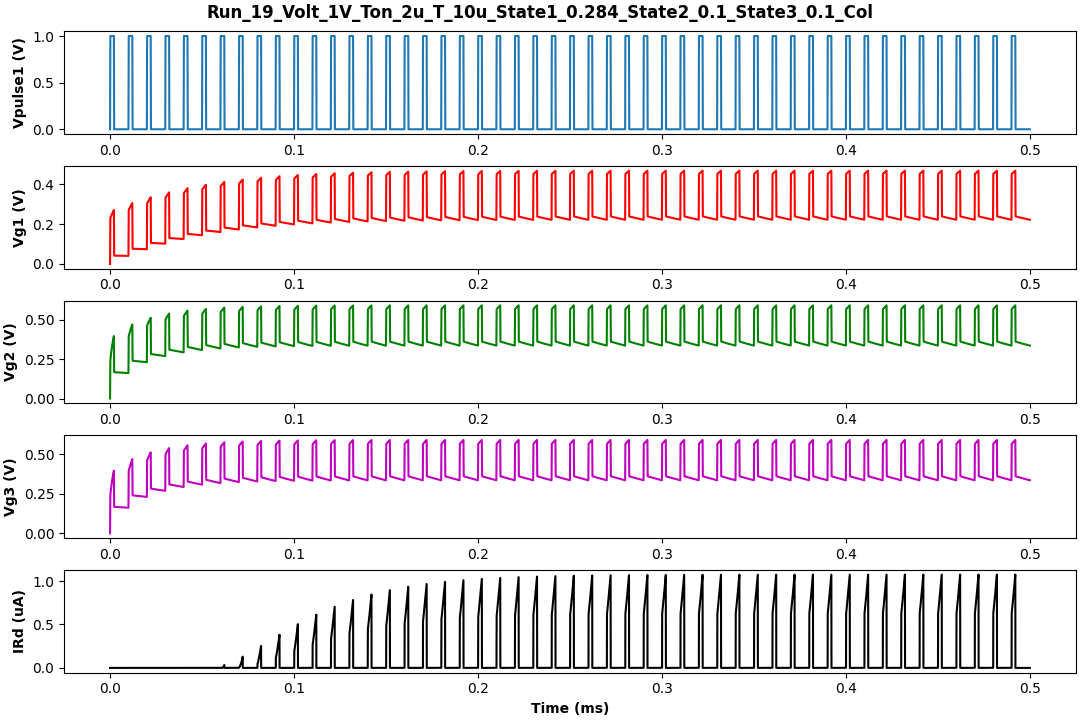 Run_19_Volt_1V_Ton_2u_T_10u_State1_0.284_State2_0.1_State3_0.1_Col
Vpulse1 (V)
1.0
0.5
0.0
0.0 0.1 0.2 0.3 0.4 0.5
Vg1 (V)
0.4
0.2
0.0
0.0 0.1 0.2 0.3 0.4 0.5
Vg2 (V)
0.50
0.25
0.00
0.0 0.1 0.2 0.3 0.4 0.5
Vg3 (V)
0.50
0.25
0.00
0.0 0.1 0.2 0.3 0.4 0.5
IRd (uA)
1.0
0.5
0.0
0.0 0.1 0.2 0.3 0.4 0.5
Time (ms)